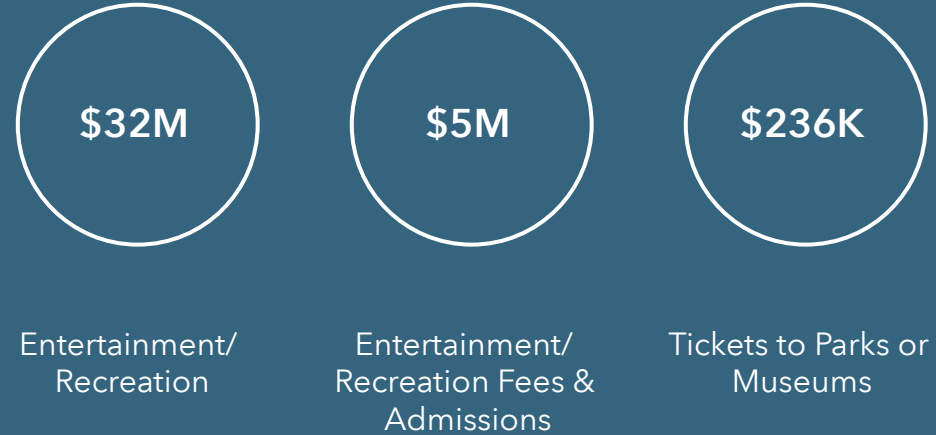 $32M
$5M
$236K
Entertainment/
Recreation
Entertainment/
Recreation Fees &
Admissions
Tickets to Parks or
Museums